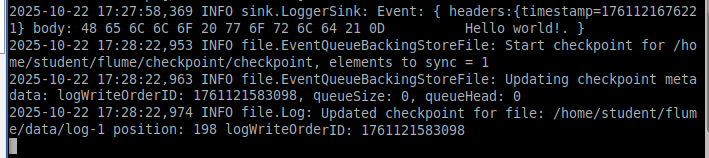 2025-10-22 17:27:58,369 INFO sink.LoggerSink: Event: { headers:{timestamp=176112167622
1} body: 48 65 6C 6C 6F 20 77 6F 72 6C 64 21 0D          Hello world!. }
2025-10-22 17:28:22,953 INFO file.EventQueueBackingStoreFile: Start checkpoint for /ho
me/student/flume/checkpoint/checkpoint, elements to sync = 1
2025-10-22 17:28:22,963 INFO file.EventQueueBackingStoreFile: Updating checkpoint meta
data: logWriteOrderID: 1761121583098, queueSize: 0, queueHead: 0
2025-10-22 17:28:22,974 INFO file.Log: Updated checkpoint for file: /home/student/flum
e/data/log-1 position: 198 logWriteOrderID: 1761121583098